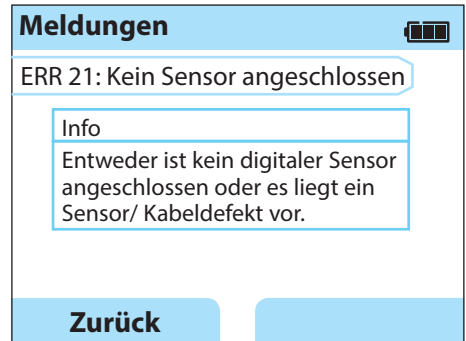 Meldungen
ERR 21: Kein Sensor angeschlossen
Info
Entweder ist kein digitaler Sensor
angeschlossen oder es liegt ein
Sensor/ Kabeldefekt vor.
Zurück